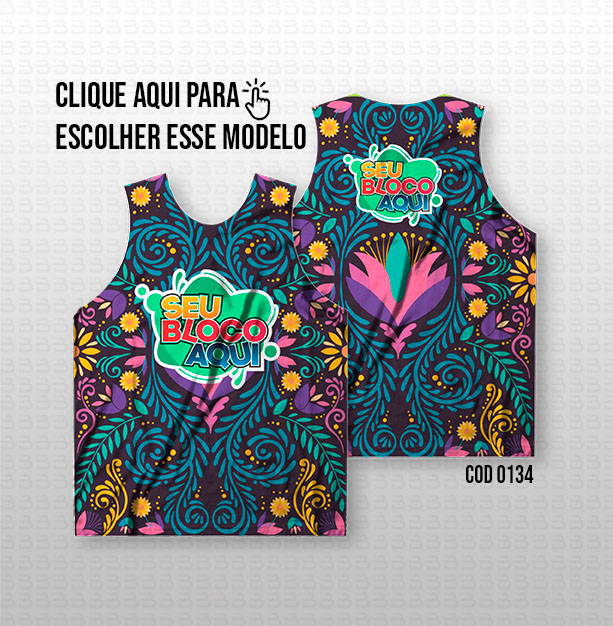 CLIQUE AQUI PARA
ESCOLHER ESSE MODELO
SEU
BLOCO
AQUI
SEU
BLOCO
AQUI
COD 0134